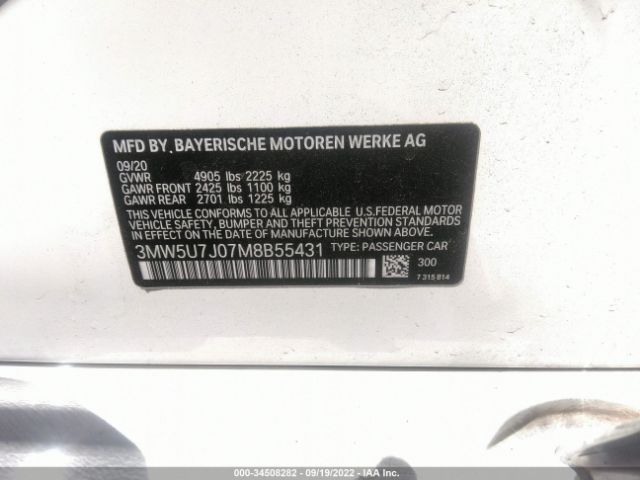 MFD BY. BAYERISCHE MOTOREN WERKE AG
09/20
GVWR 4905 lbs 2225 kg
GAWR FRONT 2425 lbs 1100 kg
GAWR REAR 2701 lbs 1225 kg
THIS VEHICLE CONFORMS TO ALL APPLICABLE U.S.FEDERAL MOTOR
VEHICLE SAFETY, BUMPER, AND THEFT PREVENTION STANDARDS
IN EFFECT ON THE DATE OF MANUFACTURE SHOWN ABOVE.
3MW5U7J07M8B55431 TYPE: PASSENGER CAR
300
7 315 814
000-34508282 - 09/19/2022 - IAA Inc.